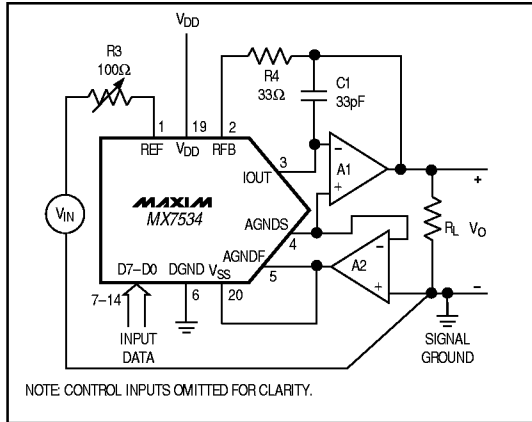 VDD
R3
100Ω
R4
33Ω
C1
33pF
1
19
2
REF
VDD
RFB
IOUT
3
A1
MAXIM
MX7534
VIN
AGNDS
4
AGNDF
5
A2
RL
VO
+
-
D7-D0
DGND
VSS
7-14
6
20
INPUT
DATA
SIGNAL
GROUND
NOTE: CONTROL INPUTS OMITTED FOR CLARITY.